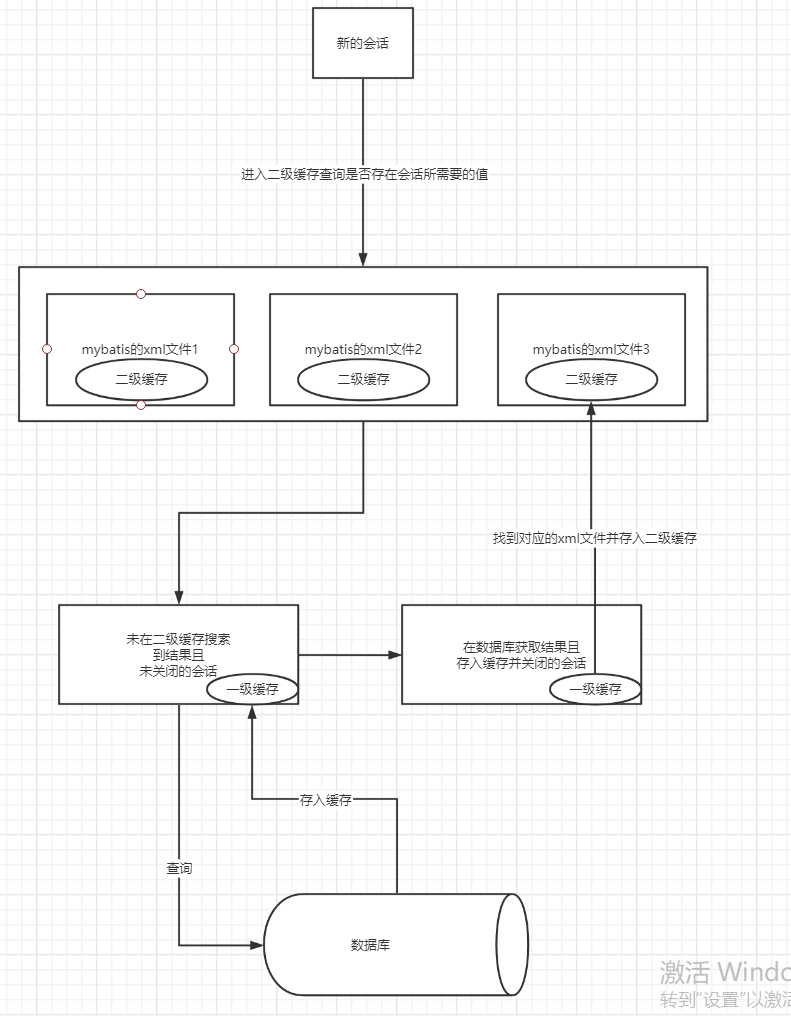 新的会话
进入二级缓存查询是否存在会话所需要的值
mybatis的xml文件1
二级缓存
mybatis的xml文件2
二级缓存
mybatis的xml文件3
二级缓存
找到对应的xml文件并存入二级缓存
未在二级缓存搜索
到结果且
未关闭的会话
一级缓存
在数据库获取结果且
存入缓存并关闭的会话
一级缓存
存入缓存
查询
数据库
激活 Windo
转到"设置"以激活